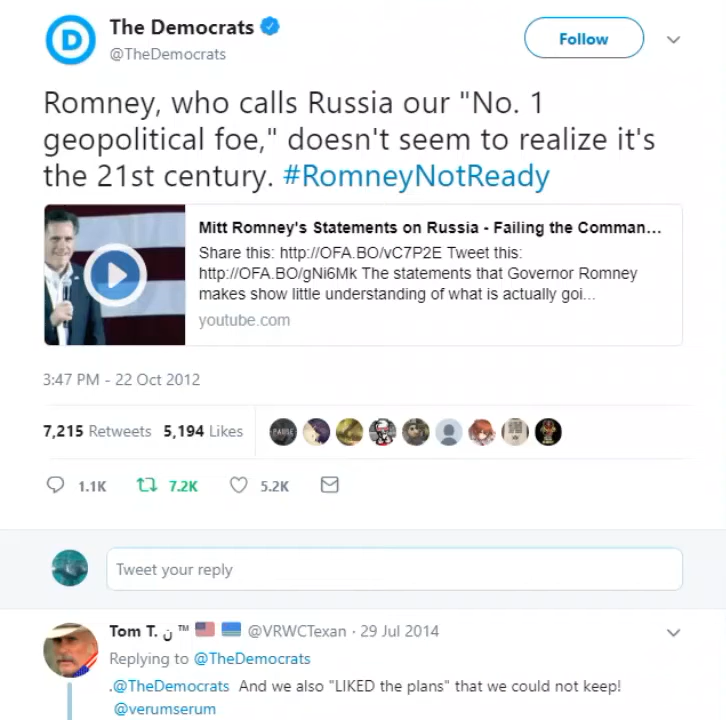 The Democrats
Follow
@TheDemocrats
Romney, who calls Russia our "No. 1
geopolitical foe," doesn't seem to realize it's
the 21st century. #RomneyNotReady
Mitt Romney's Statements on Russia - Failing the Comman...
Share this: http://OFA.BO/vC7P2E Tweet this:
http://OFA.BO/gNi6Mk The statements that Governor Romney
makes show little understanding of what is actually goi...
youtube.com
3:47 PM - 22 Oct 2012
7,215 Retweets 5,194 Likes
1.1K 7.2K 5.2K
Tweet your reply
Tom T. ن ™ @VRWCTexan · 29 Jul 2014
Replying to @TheDemocrats
.@TheDemocrats And we also "LIKED the plans" that we could not keep!
@verumserum